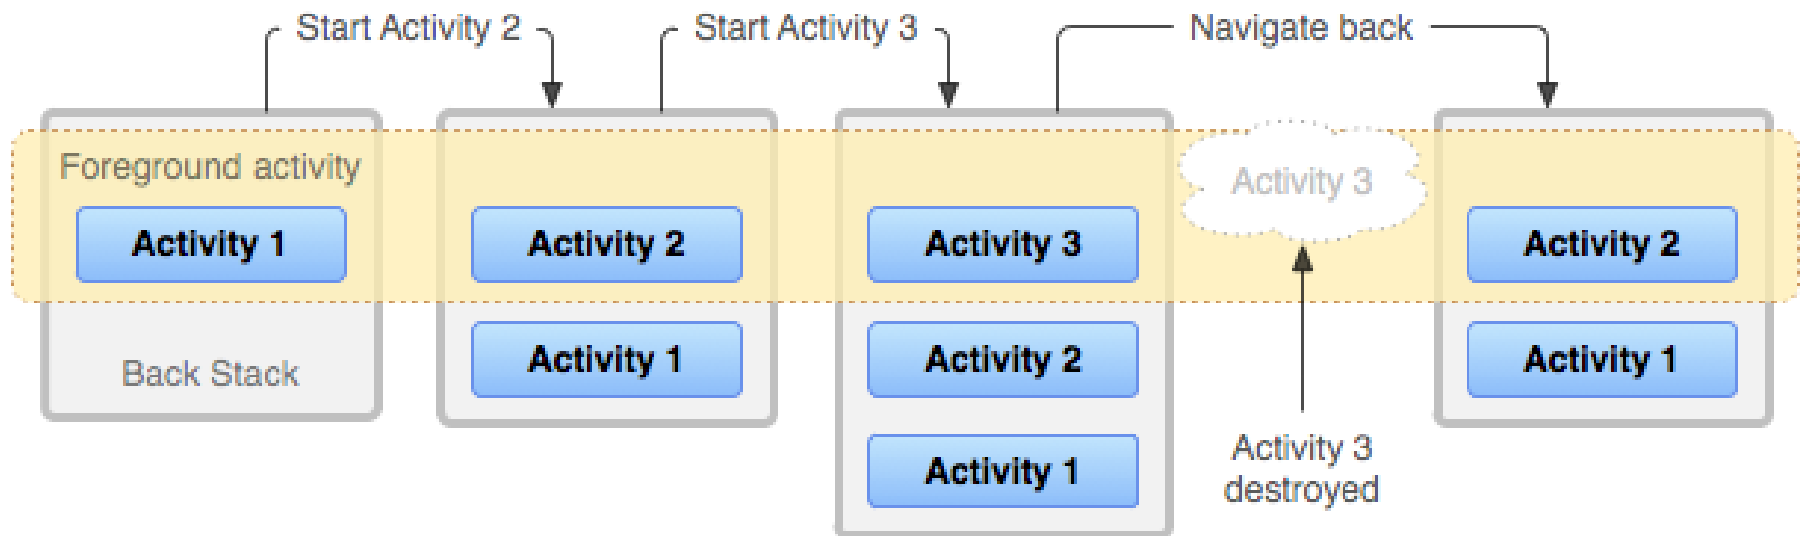 Start Activity 2
Start Activity 3
Navigate back
Foreground activity
Activity 1
Back Stack
Activity 2
Activity 1
Activity 3
Activity 2
Activity 1
Activity 3
Activity 3
destroyed
Activity 2
Activity 1